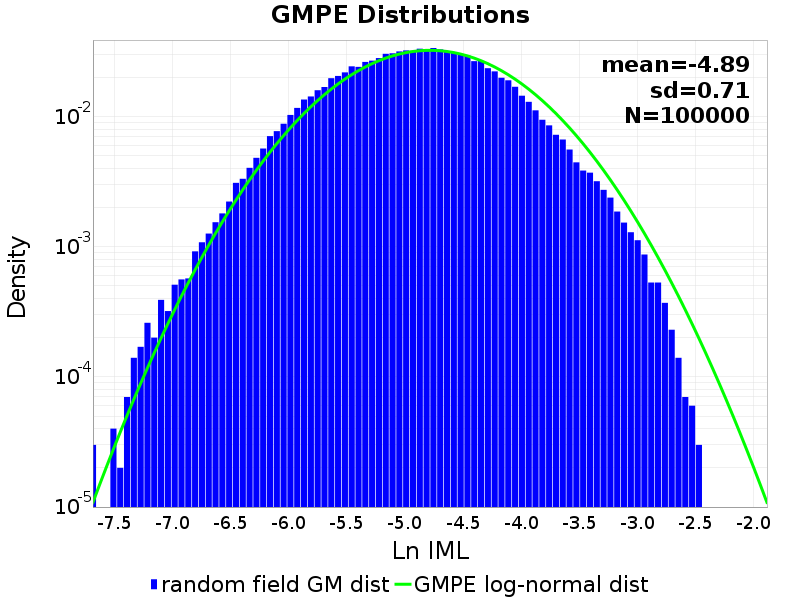 GMPE Distributions
mean=-4.89
sd=0.71
N=100000
Density
10-2
10-3
10-4
10-5
-7.5 -7.0 -6.5 -6.0 -5.5 -5.0 -4.5 -4.0 -3.5 -3.0 -2.5 -2.0
Ln IML
random field GM dist GMPE log-normal dist